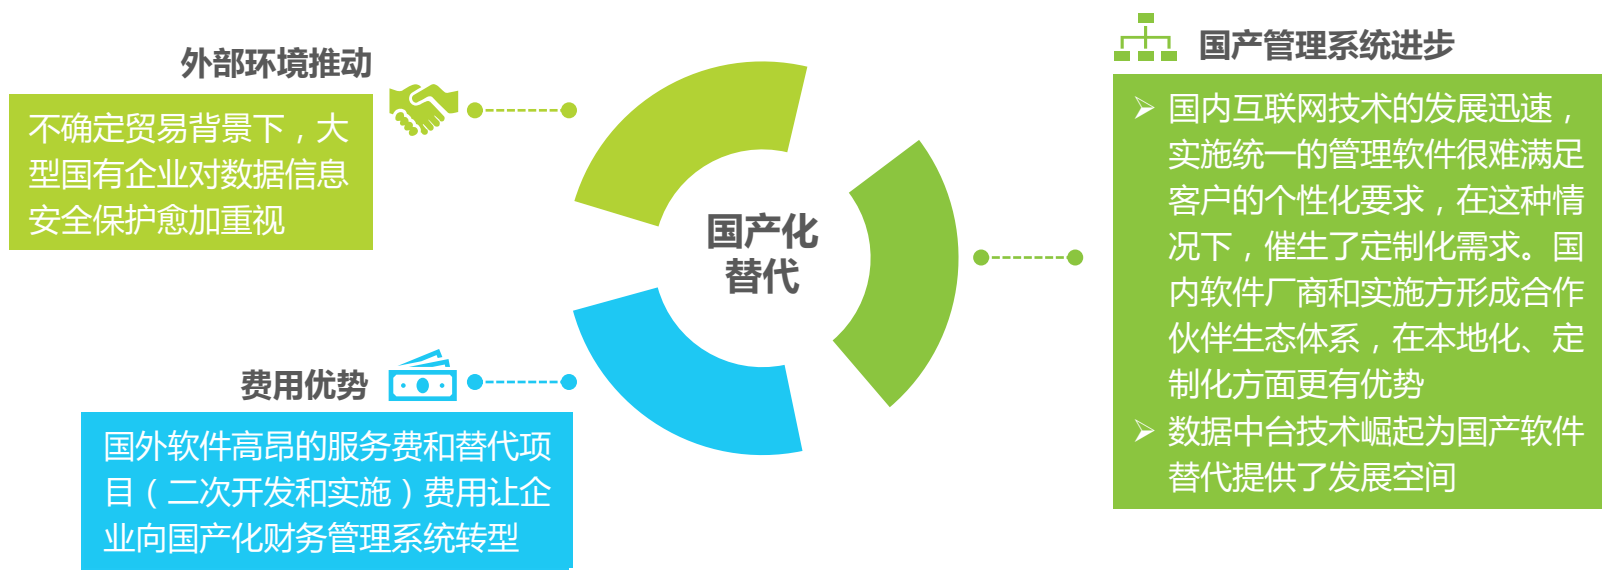 外部环境推动
不确定贸易背景下，大
型国有企业对数据信息
安全保护愈加重视
费用优势
国外软件高昂的服务费和替代项
目（二次开发和实施）费用让企
业向国产化财务管理系统转型
国产化
替代
国产管理系统进步
➢ 国内互联网技术的发展迅速，
实施统一的管理软件很难满足
客户的个性化要求，在这种情
况下，催生了定制化需求。国
内软件厂商和实施方形成合作
伙伴生态体系，在本地化、定
制化方面更有优势
➢ 数据中台技术崛起为国产软件
替代提供了发展空间